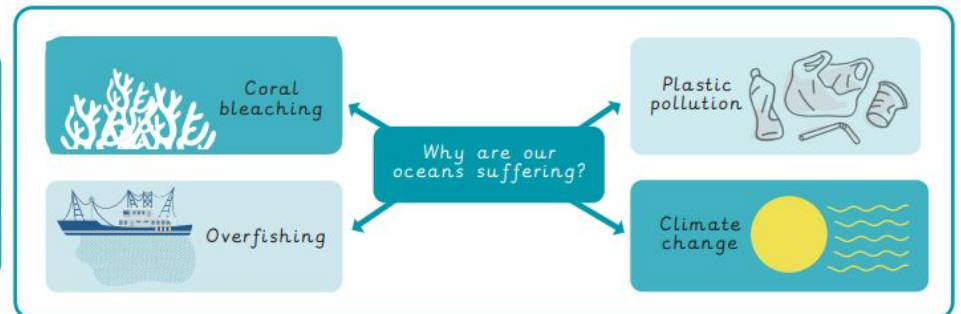 Coral
bleaching
Plastic
pollution
Why are our
oceans suffering?
Overfishing
Climate
change